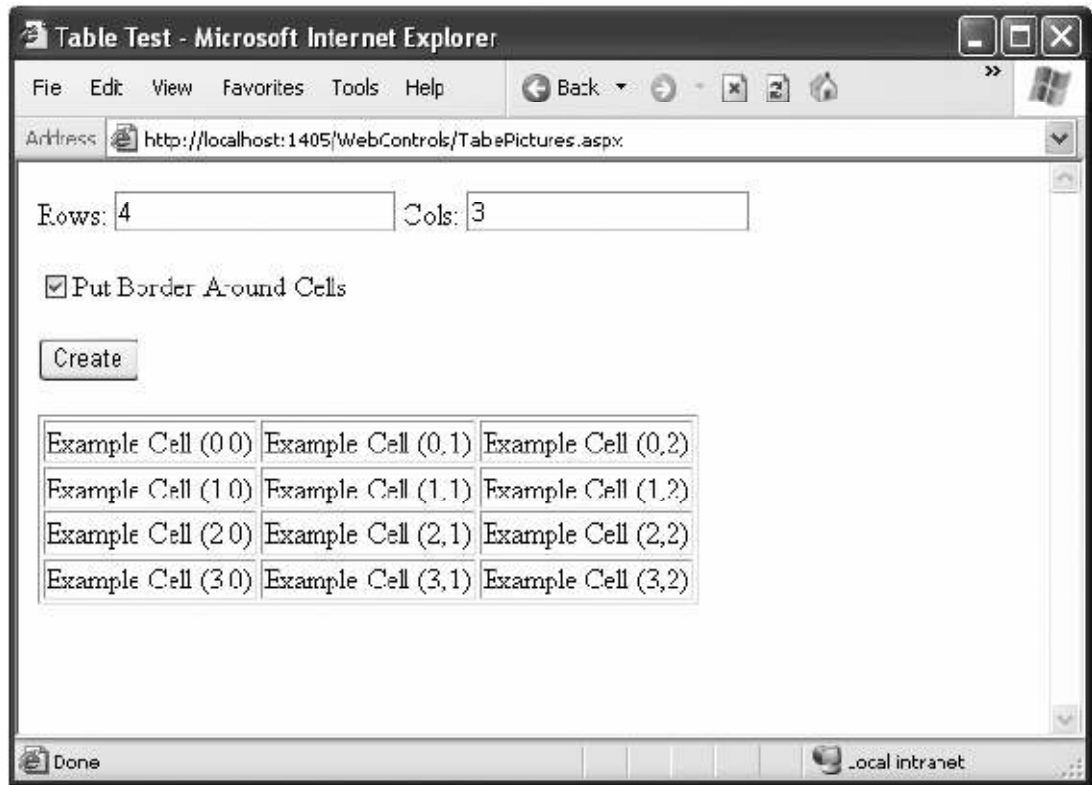 Table Test - Microsoft Internet Explorer
File Edit View Favorites Tools Help Back »
Address http://localhost:1405/WebControls/TablePictures.aspx
Rows: 4 Cols: 3
Put Border Around Cells
Create
Example Cell (0,0) Example Cell (0,1) Example Cell (0,2)
Example Cell (1,0) Example Cell (1,1) Example Cell (1,2)
Example Cell (2,0) Example Cell (2,1) Example Cell (2,2)
Example Cell (3,0) Example Cell (3,1) Example Cell (3,2)
Done Local intranet